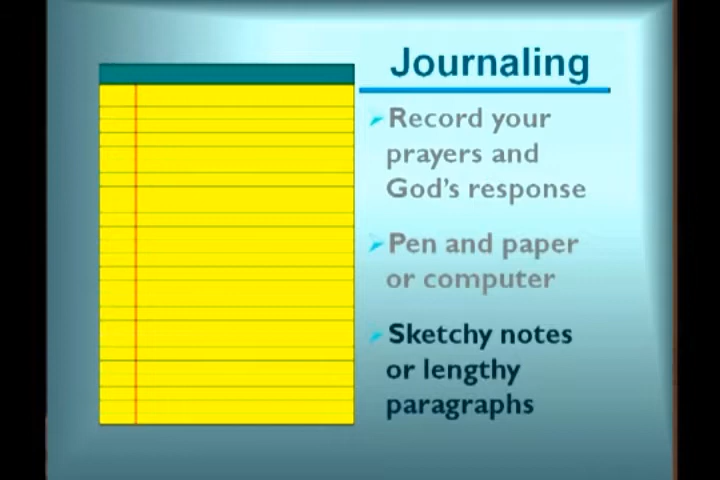 Journaling
Record your
prayers and
God's response
Pen and paper
or computer
Sketchy notes
or lengthy
paragraphs